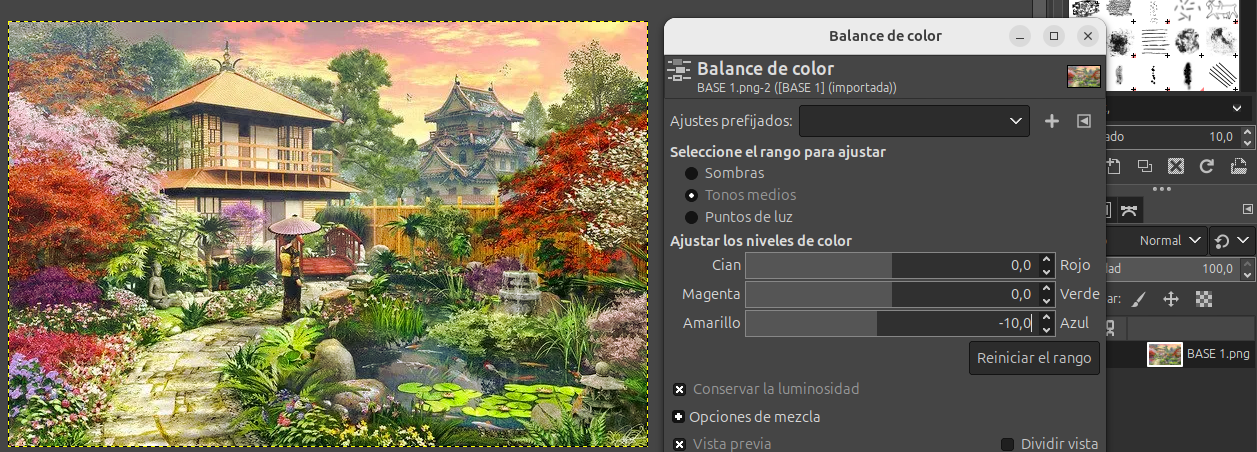 Balance de color
Balance de color
BASE 1.png-2 ([BASE 1] (importada))
Ajustes prefijados:
Seleccione el rango para ajustar
Sombras
Tonos medios
Puntos de luz
Ajustar los niveles de color
Cian 0,0 Rojo
Magenta 0,0 Verde
Amarillo -10,0 Azul
Reiniciar el rango
Conservar la luminosidad
Opciones de mezcla
Vista previa
Dividir vista
ado 10,0
Normal
dad 100,0
ar:
BASE 1.png